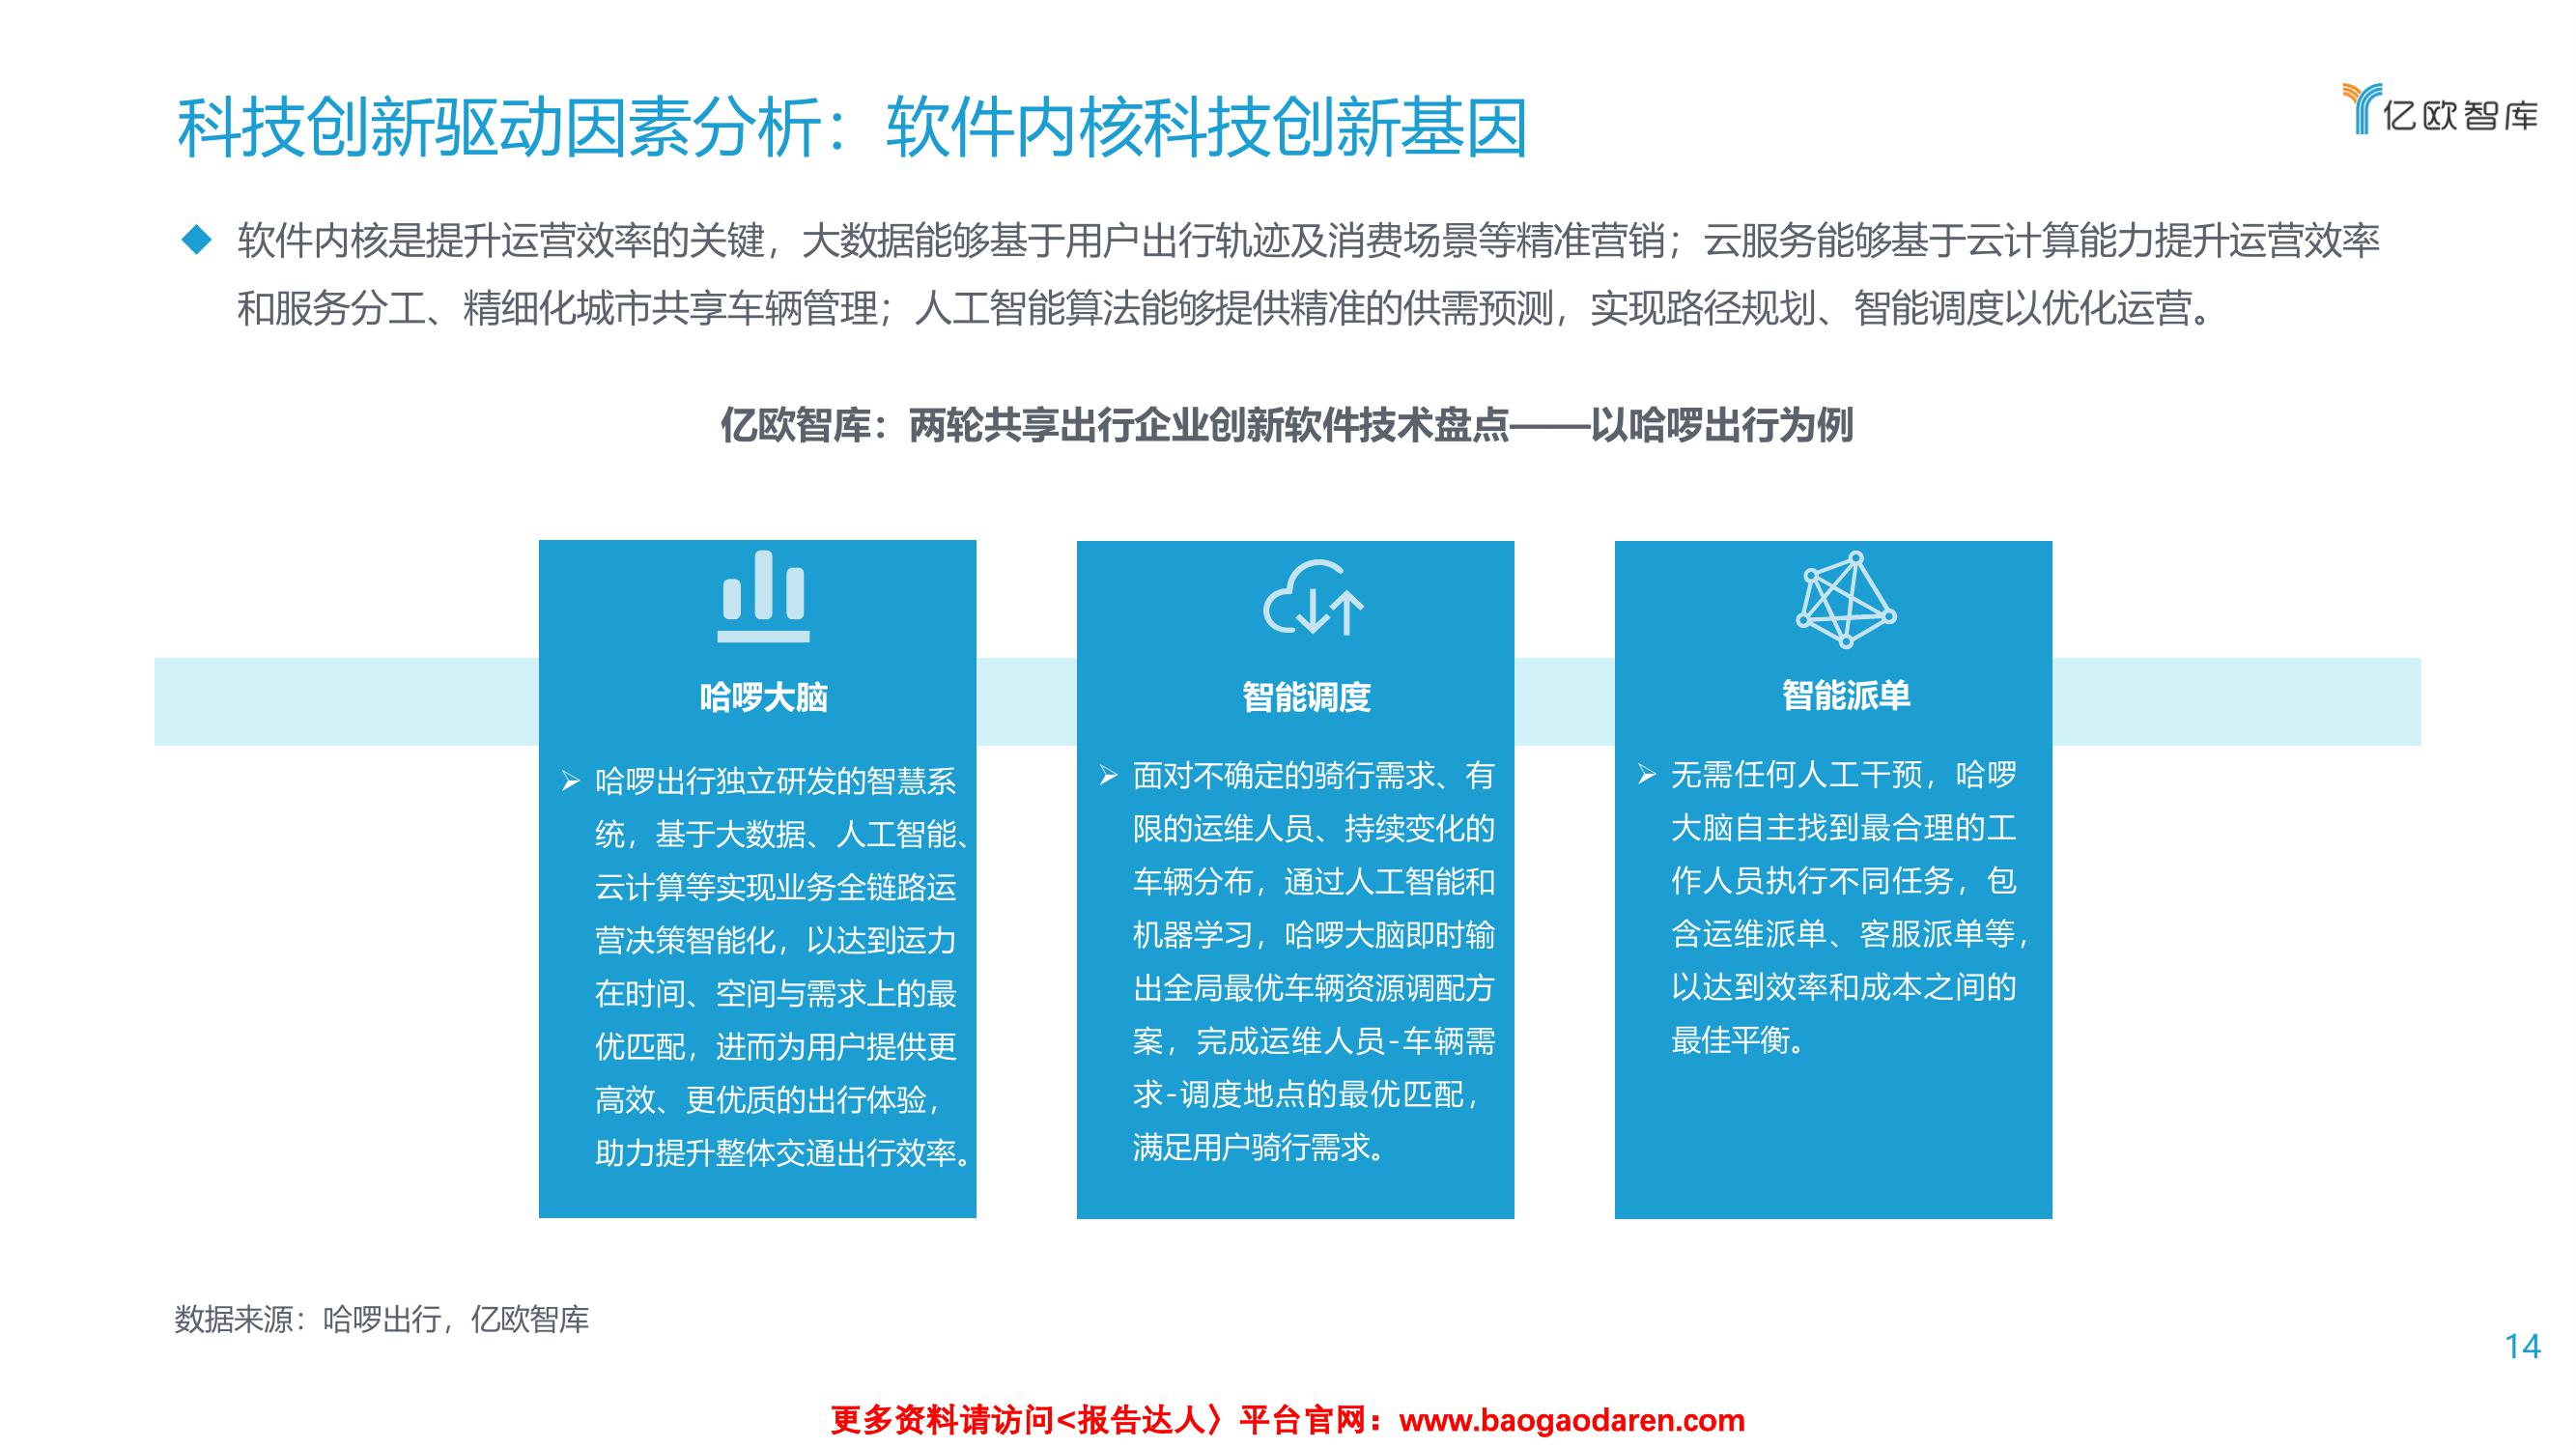 科技创新驱动因素分析：软件内核科技创新基因
亿欧智库
软件内核是提升运营效率的关键，大数据能够基于用户出行轨迹及消费场景等精准营销；云服务能够基于云计算能力提升运营效率
和服务分工、精细化城市共享车辆管理；人工智能算法能够提供精准的供需预测，实现路径规划、智能调度以优化运营。
亿欧智库：两轮共享出行企业创新软件技术盘点——以哈啰出行为例
哈啰大脑
哈啰出行独立研发的智慧系
统，基于大数据、人工智能、
云计算等实现业务全链路运
营决策智能化，以达到运力
在时间、空间与需求上的最
优匹配，进而为用户提供更
高效、更优质的出行体验，
助力提升整体交通出行效率。
智能调度
面对不确定的骑行需求、有
限的运维人员、持续变化的
车辆分布，通过人工智能和
机器学习，哈啰大脑即时输
出全局最优车辆资源调配方
案，完成运维人员-车辆需
求-调度地点的最优匹配，
满足用户骑行需求。
智能派单
无需任何人工干预，哈啰
大脑自主找到最合理的工
作人员执行不同任务，包
含运维派单、客服派单等，
以达到效率和成本之间的
最佳平衡。
数据来源：哈啰出行，亿欧智库
14
更多资料请访问<报告达人〉平台官网：www.baogaodaren.com